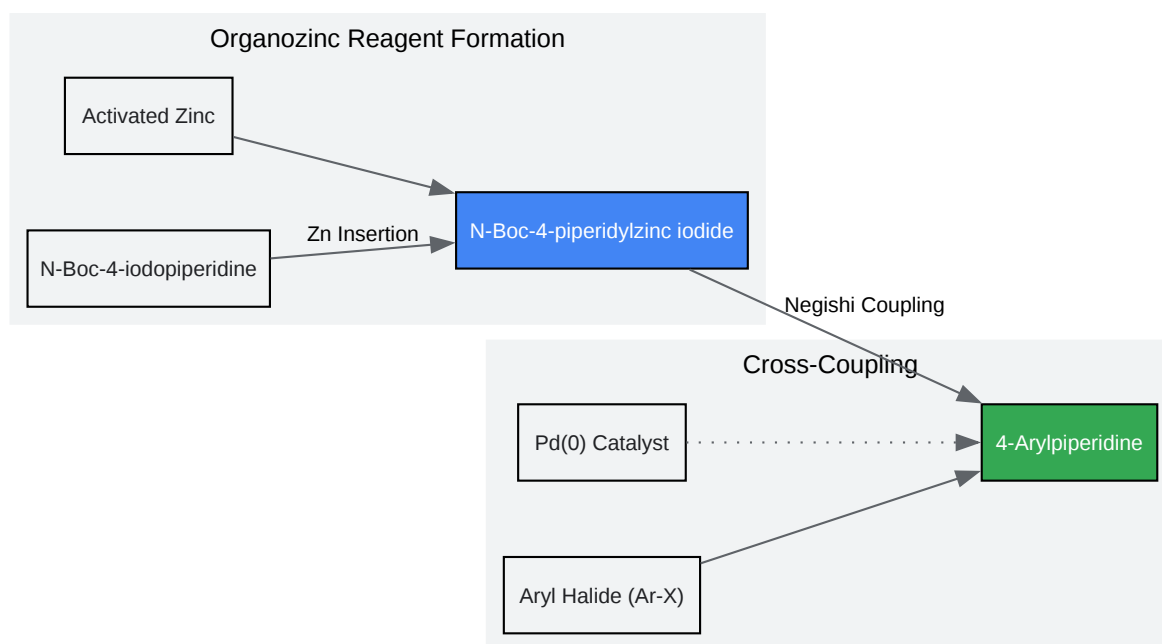 Organozinc Reagent Formation
Activated Zinc
Zn Insertion
N-Boc-4-iodopiperidine
N-Boc-4-piperidylzinc iodide
Negishi Coupling
Cross-Coupling
Pd(0) Catalyst
4-Arylpiperidine
Aryl Halide (Ar-X)